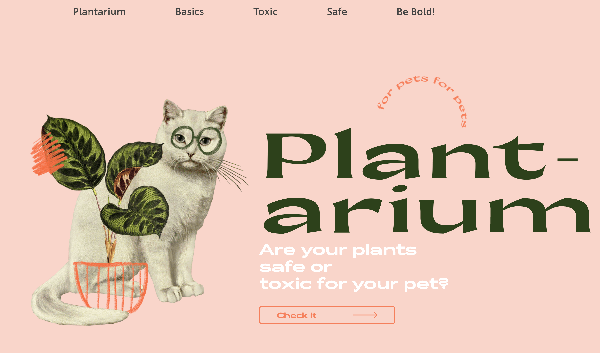 Plantarium Basics Toxic Safe Be Bold!
for pets for pets
Plant-
arium
Are your plants
safe or
toxic for your pet?
Check it